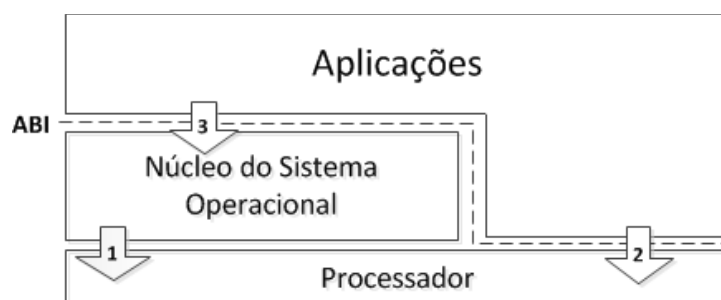 Aplicações
ABI
3
Núcleo do Sistema
Operacional
1
2
Processador